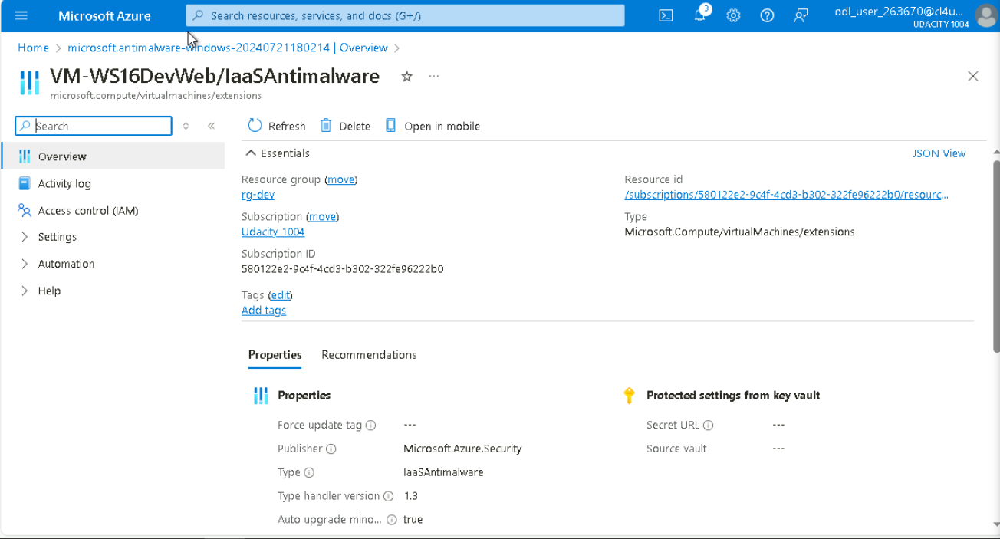 Microsoft Azure
Search resources, services, and docs (G+/)
3
odl_user_263670@cl4u...
UDACITY 1004
Home > microsoft.antimalware-windows-20240721180214 | Overview >
VM-WS16DevWeb/IaaSAntimalware
microsoft.compute/virtualmachines/extensions
Search
Refresh
Delete
Open in mobile
Overview
Activity log
Access control (IAM)
Settings
Automation
Help
Essentials
JSON View
Resource group (move)
rg-dev
Subscription (move)
Udacity 1004
Subscription ID
580122e2-9c4f-4cd3-b302-322fe96222b0
Tags (edit)
Add tags
Resource id
/subscriptions/580122e2-9c4f-4cd3-b302-322fe96222b0/resourc...
Type
Microsoft.Compute/virtualMachines/extensions
Properties
Recommendations
Properties
Force update tag ---
Publisher Microsoft.Azure.Security
Type IaaSAntimalware
Type handler version 1.3
Auto upgrade mino... true
Protected settings from key vault
Secret URL ---
Source vault ---